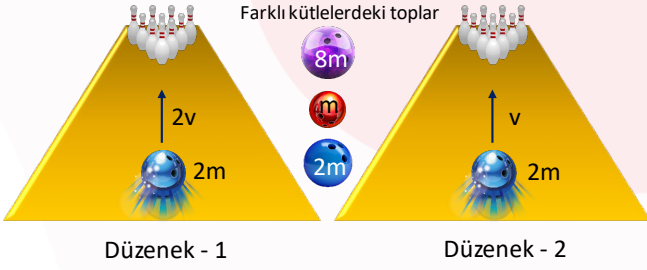 Farklı kütlelerdeki toplar
8m
m
2m
2v
2m
v
2m
Düzenek - 1
Düzenek - 2